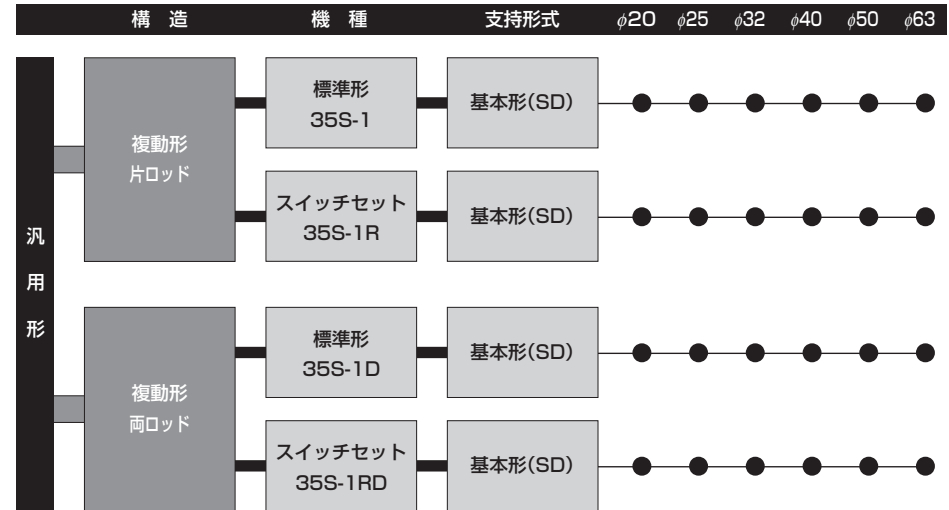 構 造 機 種 支持形式 φ20 φ25 φ32 φ40 φ50 φ63
汎用形
複動形
片ロッド
標準形
35S-1
基本形(SD)
スイッチセット
35S-1R
基本形(SD)
複動形
両ロッド
標準形
35S-1D
基本形(SD)
スイッチセット
35S-1RD
基本形(SD)